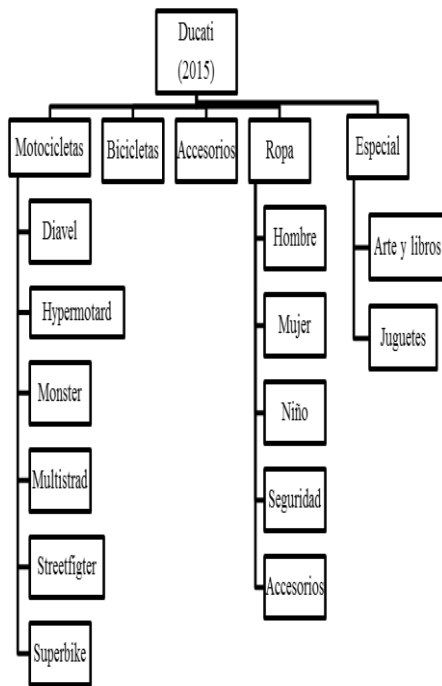 Ducati
(2015)
Motocicletas
Bicicletas
Accesorios
Ropa
Especial
Diavel
Hypermotard
Monster
Multistrad
Streetfigter
Superbike
Hombre
Mujer
Niño
Seguridad
Accesorios
Arte y libros
Juguetes